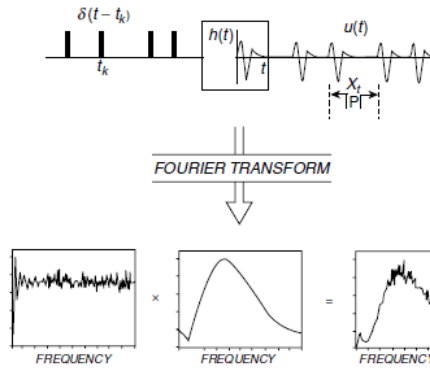 δ(t – tₖ) h(t) u(t)
tₖ t
Xₜ
|P|
FOURIER TRANSFORM
× =
FREQUENCY FREQUENCY FREQUENCY